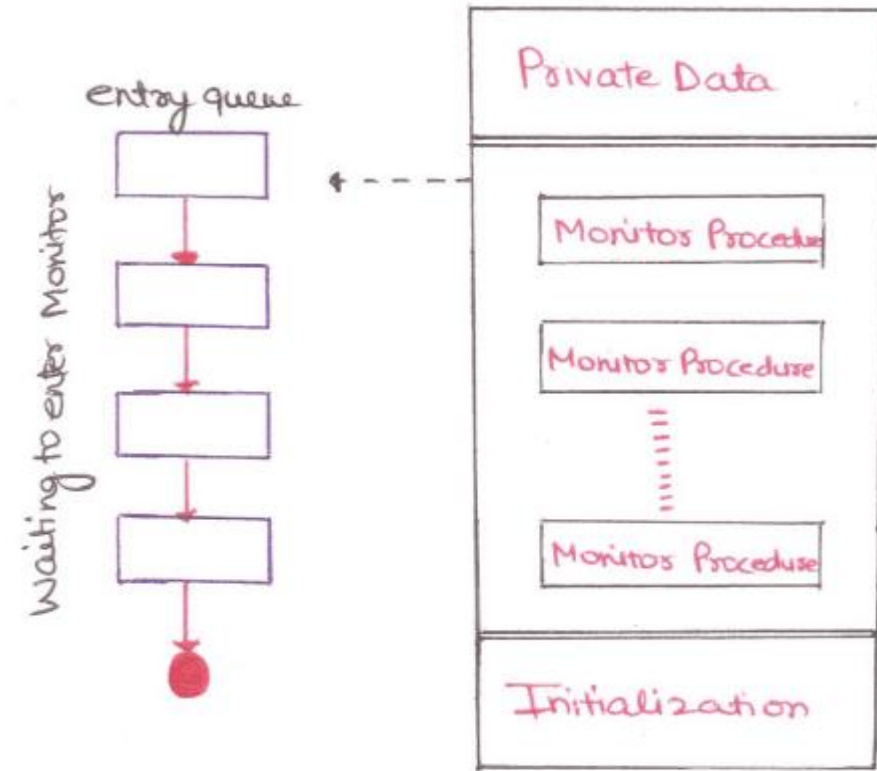 entry queue
Waiting to enter Monitor
Private Data
Monitor Procedure
Monitor Procedure
Monitor Procedure
Initialization